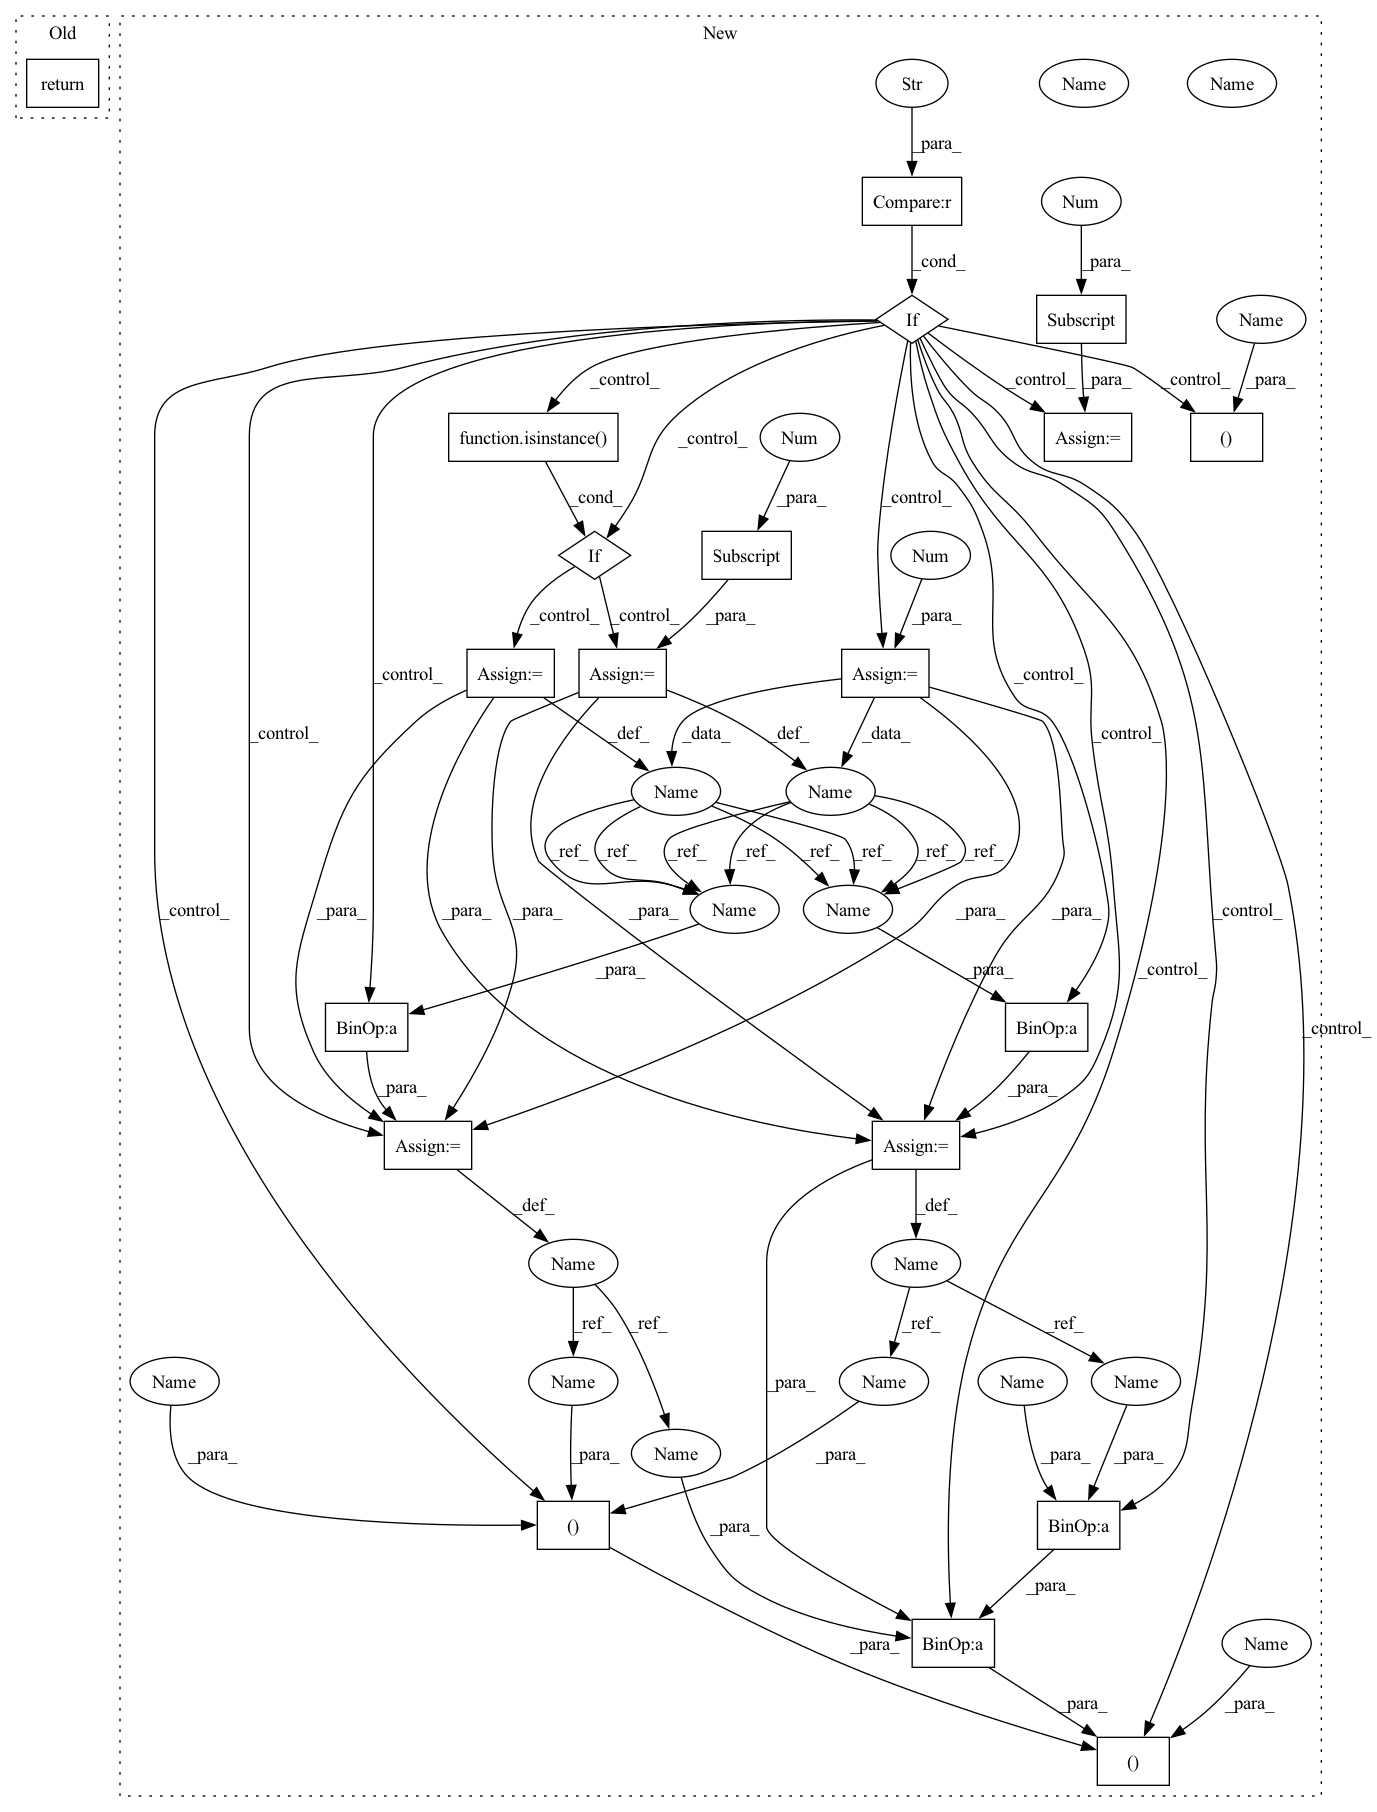 Old
New
return
Str
Name
Name
_para_
Compare:r
Num
_cond_
_para_
If
Subscript
Name
_control_
_control_
_para_
_control_
_para_
function.isinstance()
_control_
Num
Assign:=
()
_cond_
_para_
_control_
If
Subscript
Num
_control_
_control_
_para_
_para_
Assign:=
Assign:=
Assign:=
_control_
_control_
_control_
_control_
_def_
_data_
_def_
_data_
Name
Name
_ref_
_ref_
_ref_
_ref_
_ref_
_ref_
_ref_
_ref_
_control_
_para_
_para_
_para_
_para_
Name
Name
_para_
_para_
_control_
_para_
_para_
_control_
BinOp:a
BinOp:a
_control_
_para_
_para_
Assign:=
Assign:=
_def_
_def_
Name
Name
_ref_
_ref_
_ref_
_ref_
Name
Name
Name
Name
Name
_para_
Name
_para_
_para_
_para_
_para_
_para_
()
_para_
BinOp:a
_para_
BinOp:a
Name
_para_
_para_
_para_
()